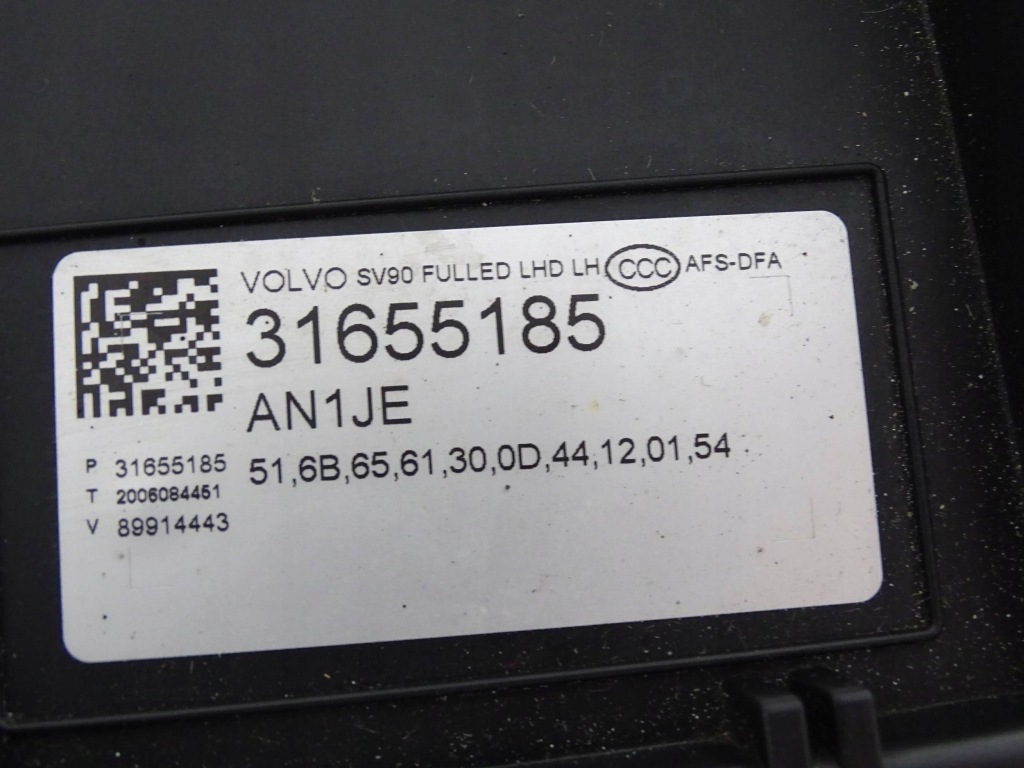 VOLVO SV90 FULLED LHD LH CCC AFS-DFA
31655185
AN1JE
51,6B,65,61,30,0D,44,12,01,54
P 31655185
T 2006084451
V 89914443